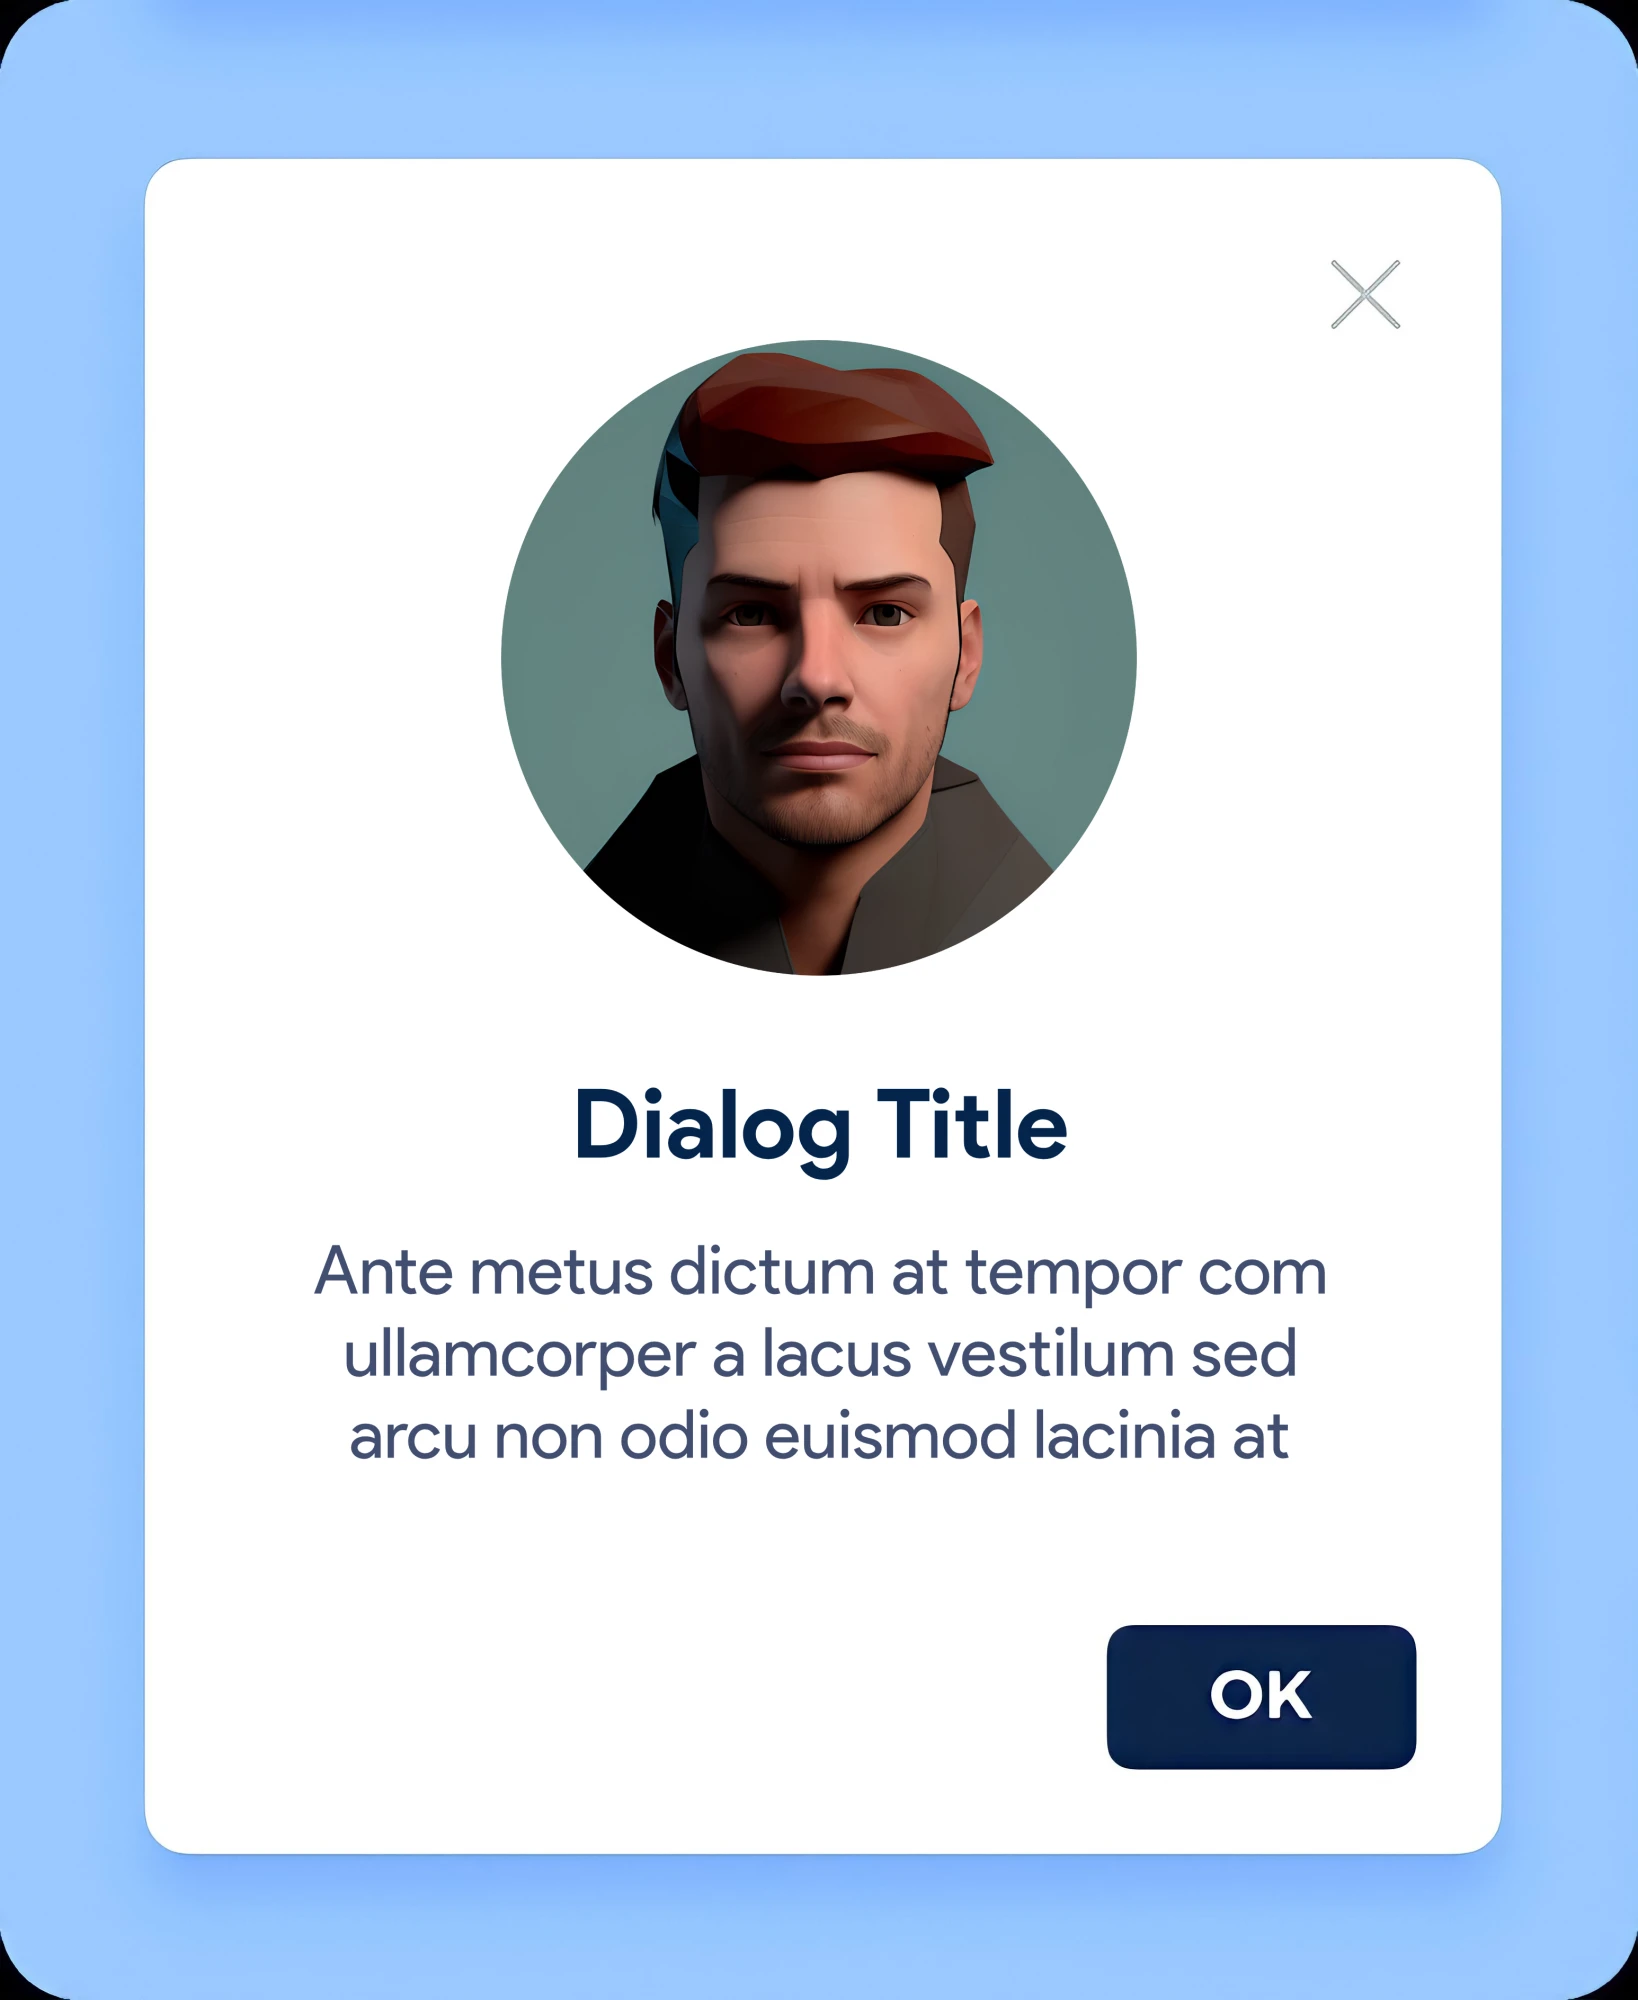 Dialog Title
Ante metus dictum at tempor com
ullamcorper a lacus vestilum sed
arcu non odio euismod lacinia at
OK